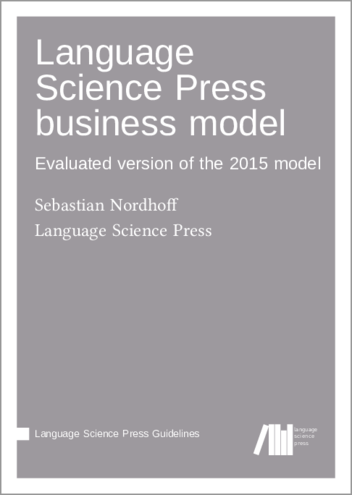 Language
Science Press
business model
Evaluated version of the 2015 model
Sebastian Nordhoff
Language Science Press
Language Science Press Guidelines
language
science
press